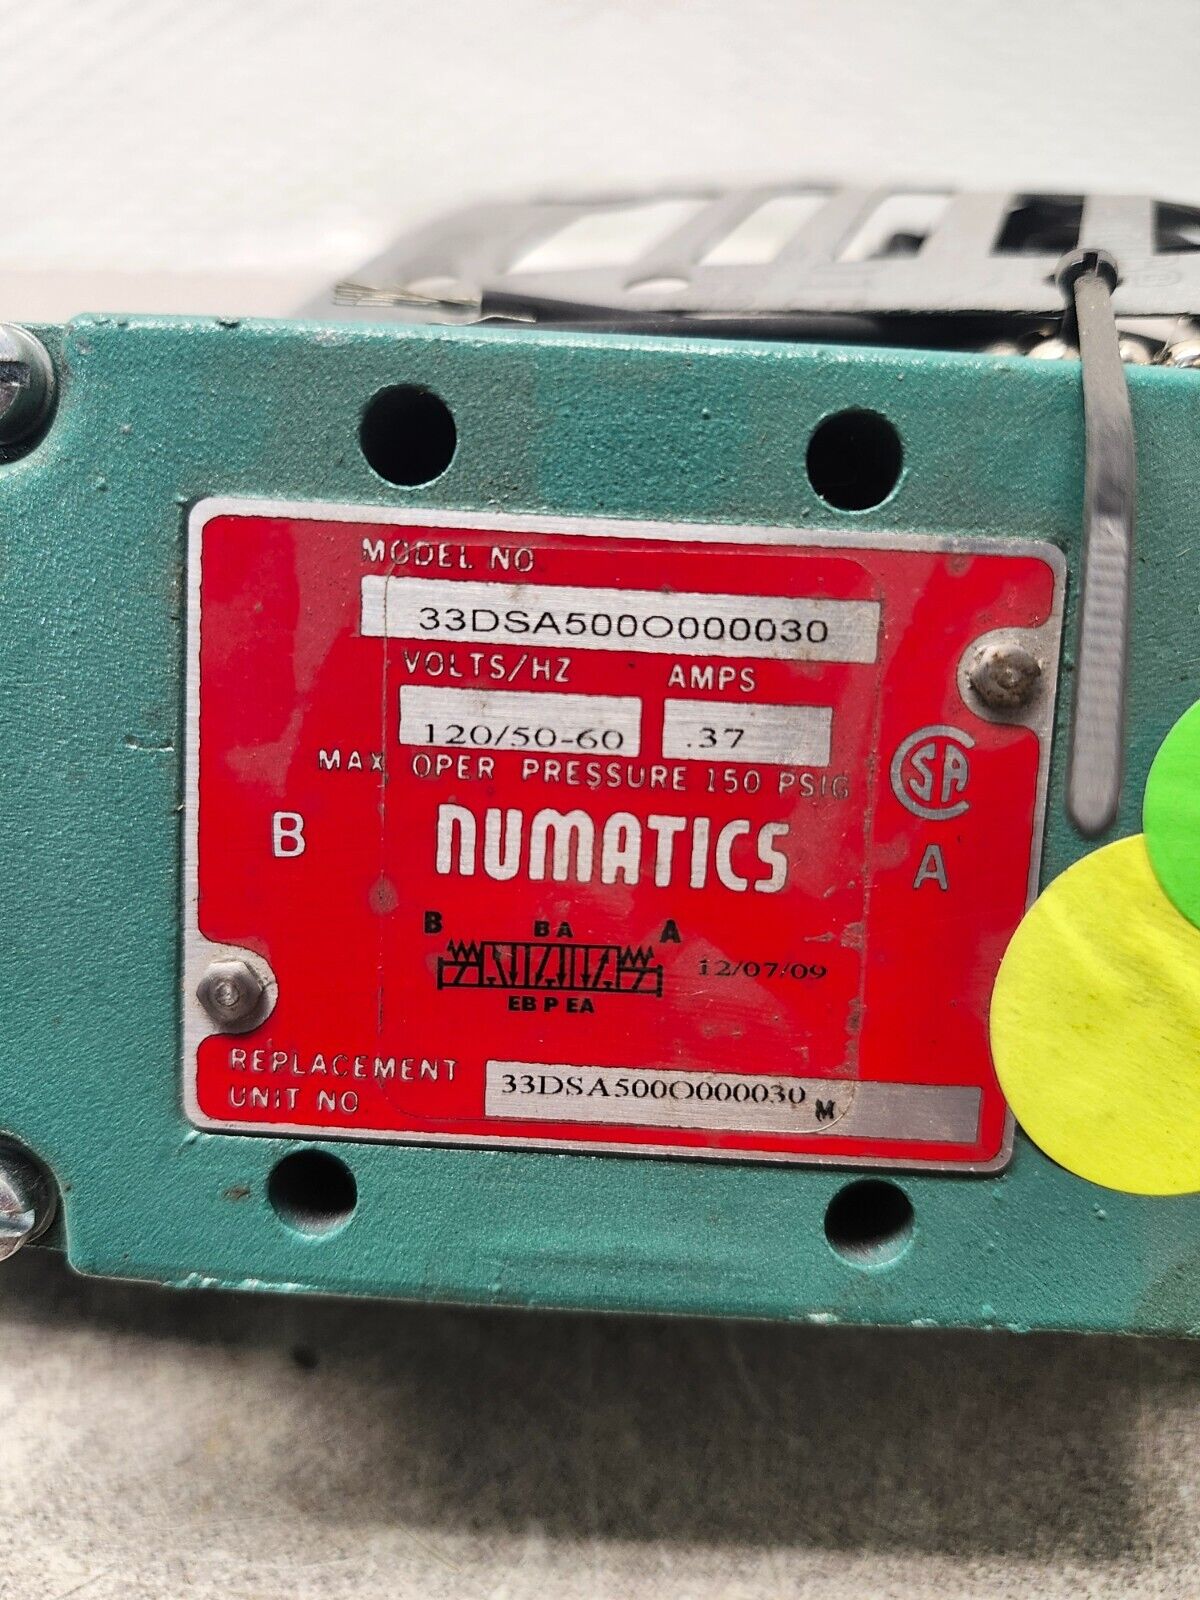 MODEL NO
33DSA500O000030
VOLTS/HZ AMPS
120/50-60 .37
MAX OPER PRESSURE 150 PSIG
CSA
B NUMATICS A
B B A A
12/07/09
EB P EA
REPLACEMENT
UNIT NO
33DSA500O000030 M